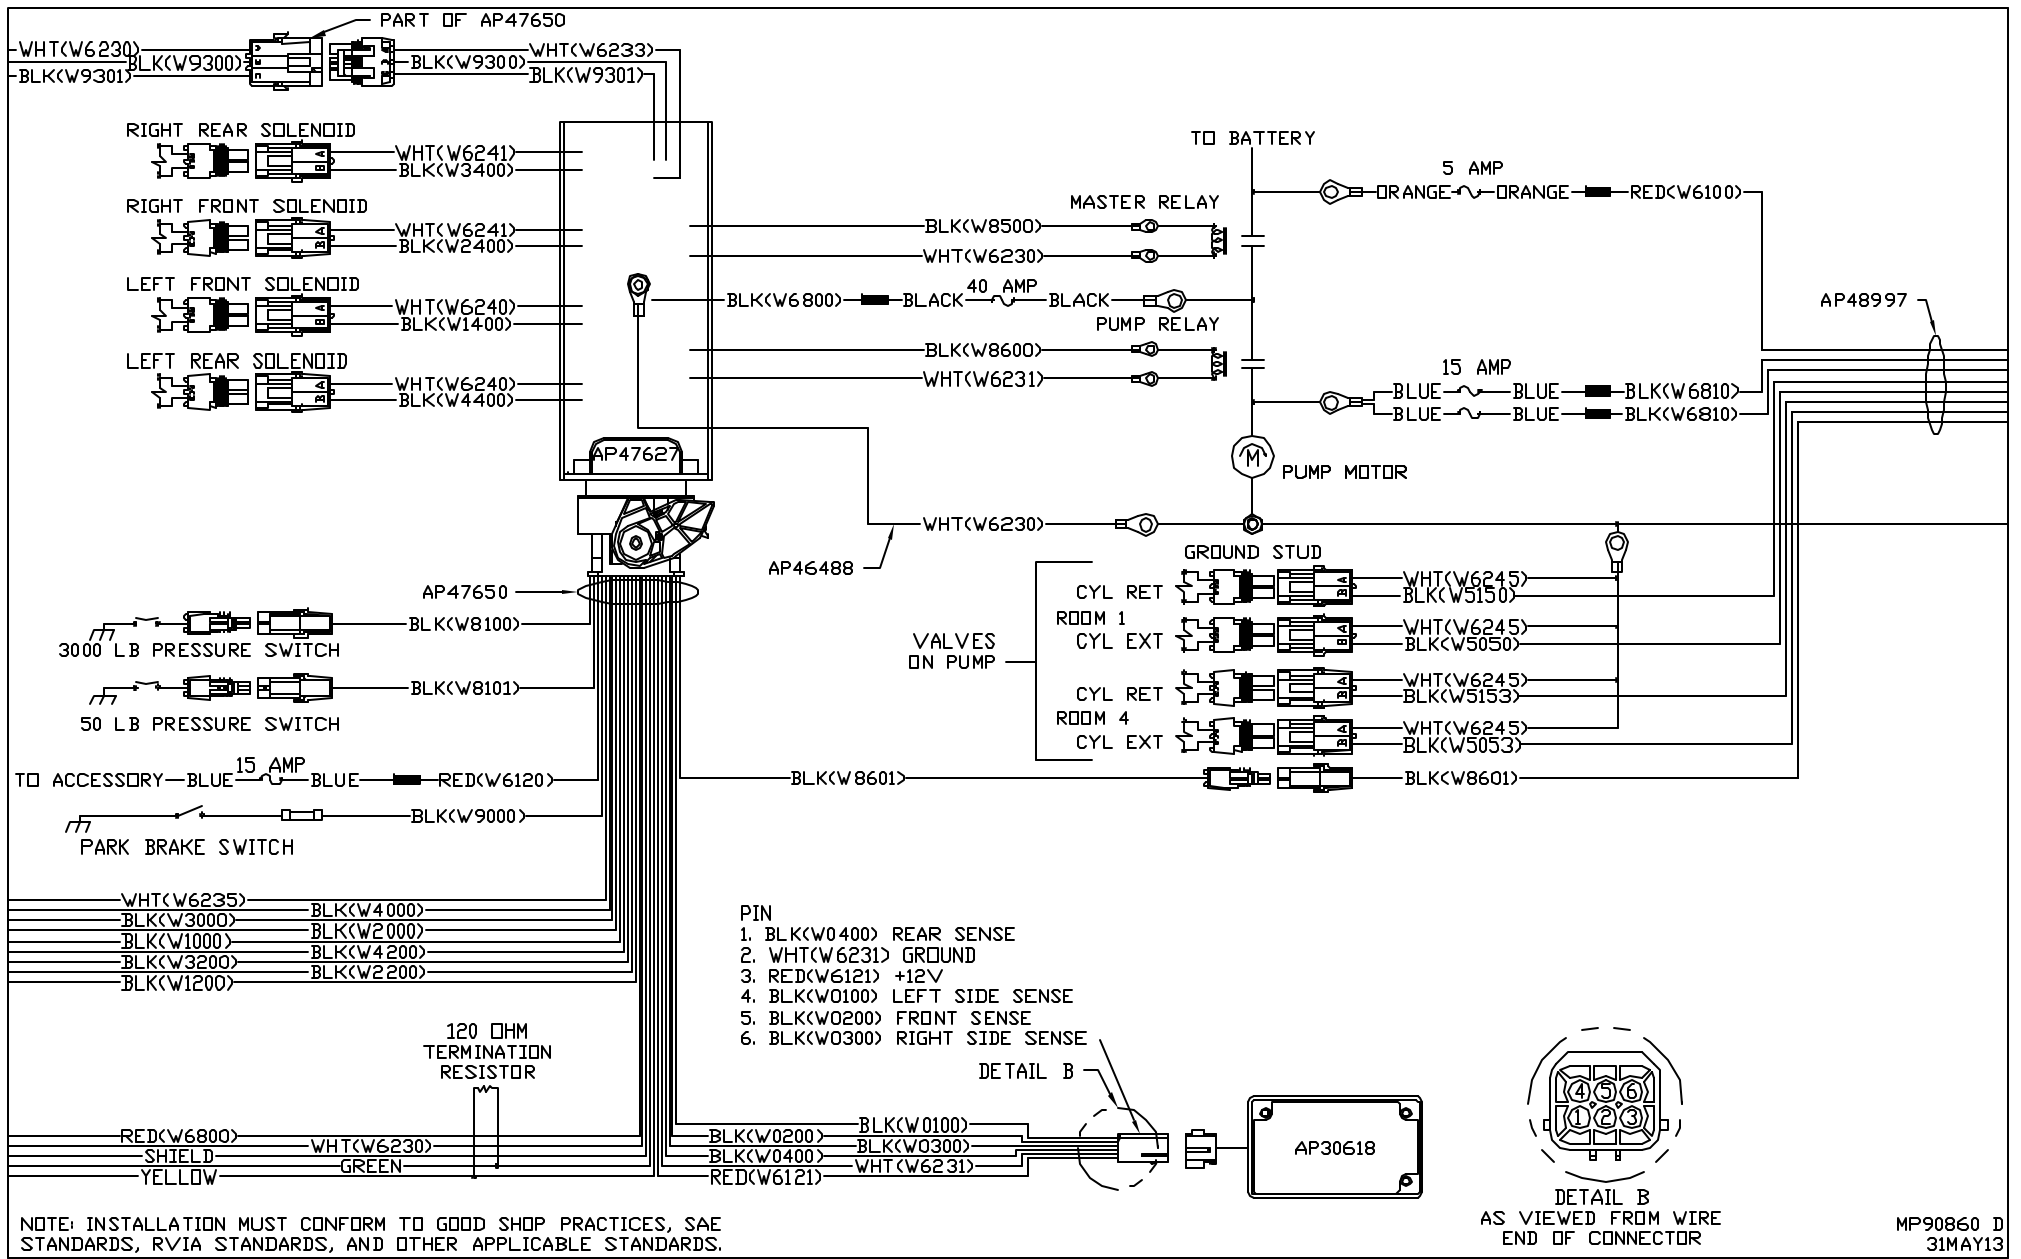 PART OF AP47650
WHT(W6230)
BLK(W9300)
BLK(W9301)
WHT(W6233)
BLK(W9300)
BLK(W9301)
RIGHT REAR SOLENOID
A
B
WHT(W6241)
BLK(W3400)
RIGHT FRONT SOLENOID
A
B
WHT(W6241)
BLK(W2400)
LEFT FRONT SOLENOID
A
B
WHT(W6240)
BLK(W1400)
LEFT REAR SOLENOID
A
B
WHT(W6240)
BLK(W4400)
AP47627
TO BATTERY
5 AMP
ORANGE
ORANGE
RED(W6100)
MASTER RELAY
BLK(W8500)
WHT(W6230)
40 AMP
BLK(W6800)
BLACK
BLACK
PUMP RELAY
BLK(W8600)
WHT(W6231)
AP48997
15 AMP
BLUE
BLUE
BLK(W6810)
BLUE
BLUE
BLK(W6810)
M
PUMP MOTOR
WHT(W6230)
AP46488
GROUND STUD
AP47650
BLK(W8100)
3000 LB PRESSURE SWITCH
BLK(W8101)
50 LB PRESSURE SWITCH
VALVES
ON PUMP
CYL RET
A
B
WHT(W6245)
BLK(W5150)
ROOM 1
CYL EXT
A
B
WHT(W6245)
BLK(W5050)
CYL RET
A
B
WHT(W6245)
BLK(W5153)
ROOM 4
CYL EXT
A
B
WHT(W6245)
BLK(W5053)
BLK(W8601)
BLK(W8601)
15 AMP
TO ACCESSORY
BLUE
BLUE
RED(W6120)
BLK(W9000)
PARK BRAKE SWITCH
WHT(W6235)
BLK(W4000)
BLK(W3000)
BLK(W2000)
BLK(W1000)
BLK(W4200)
BLK(W3200)
BLK(W2200)
BLK(W1200)
PIN
1. BLK(W0400) REAR SENSE
2. WHT(W6231) GROUND
3. RED(W6121) +12V
4. BLK(W0100) LEFT SIDE SENSE
5. BLK(W0200) FRONT SENSE
6. BLK(W0300) RIGHT SIDE SENSE
DETAIL B
120 OHM
TERMINATION
RESISTOR
RED(W6800)
WHT(W6230)
SHIELD
GREEN
YELLOW
BLK(W0100)
BLK(W0200)
BLK(W0300)
BLK(W0400)
WHT(W6231)
RED(W6121)
AP30618
4 5 6
1 2 3
DETAIL B
AS VIEWED FROM WIRE
END OF CONNECTOR
NOTE: INSTALLATION MUST CONFORM TO GOOD SHOP PRACTICES, SAE
STANDARDS, RVIA STANDARDS, AND OTHER APPLICABLE STANDARDS.
MP90860 D
31MAY13